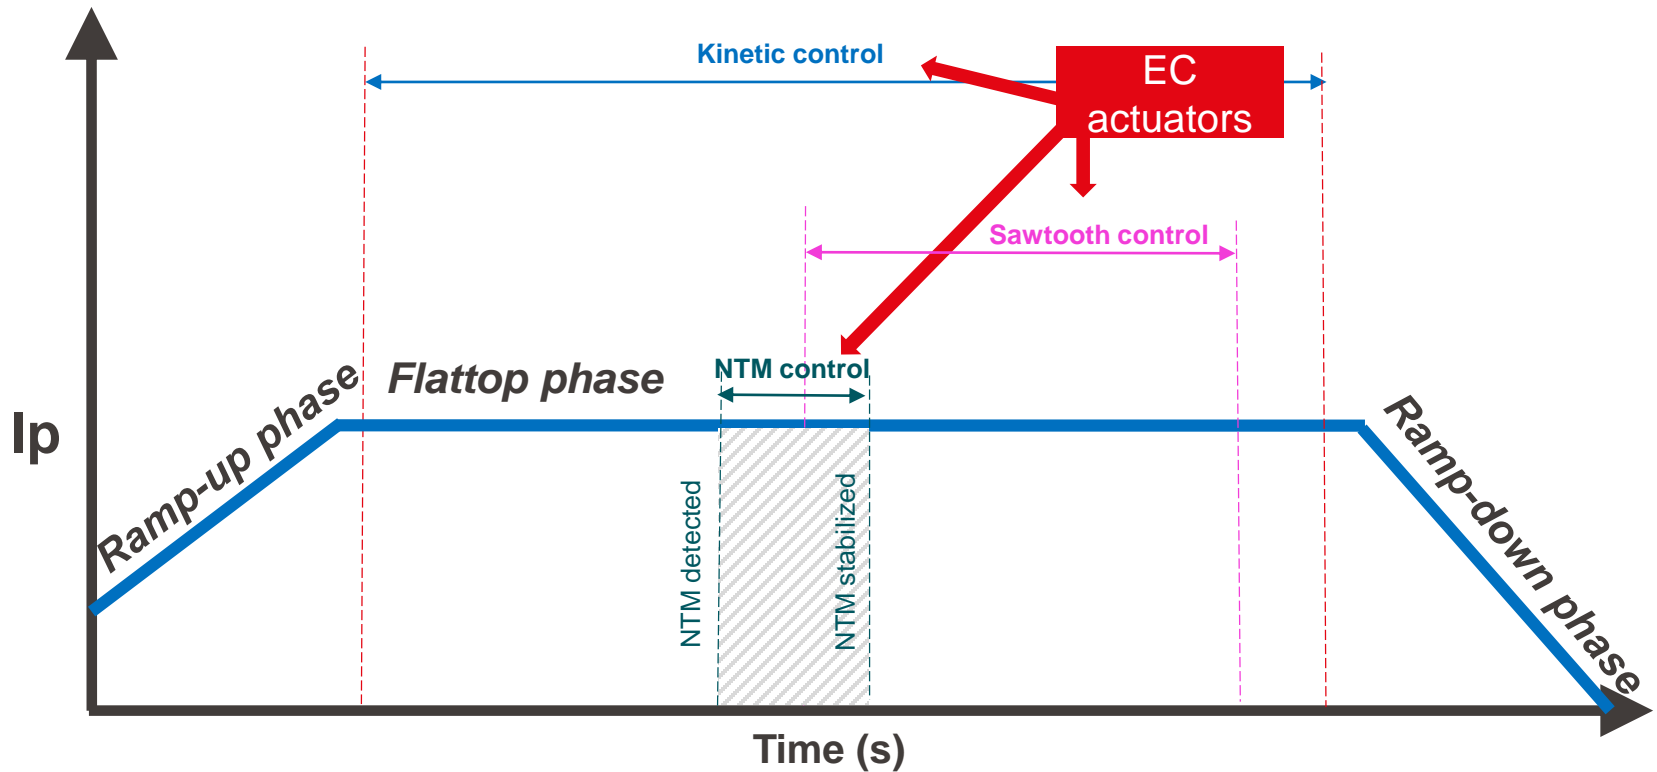 Kinetic control
EC
actuators
Sawtooth control
NTM control
Flattop phase
Ramp-up phase
Ip
NTM detected
NTM stabilized
Ramp-down phase
Time (s)